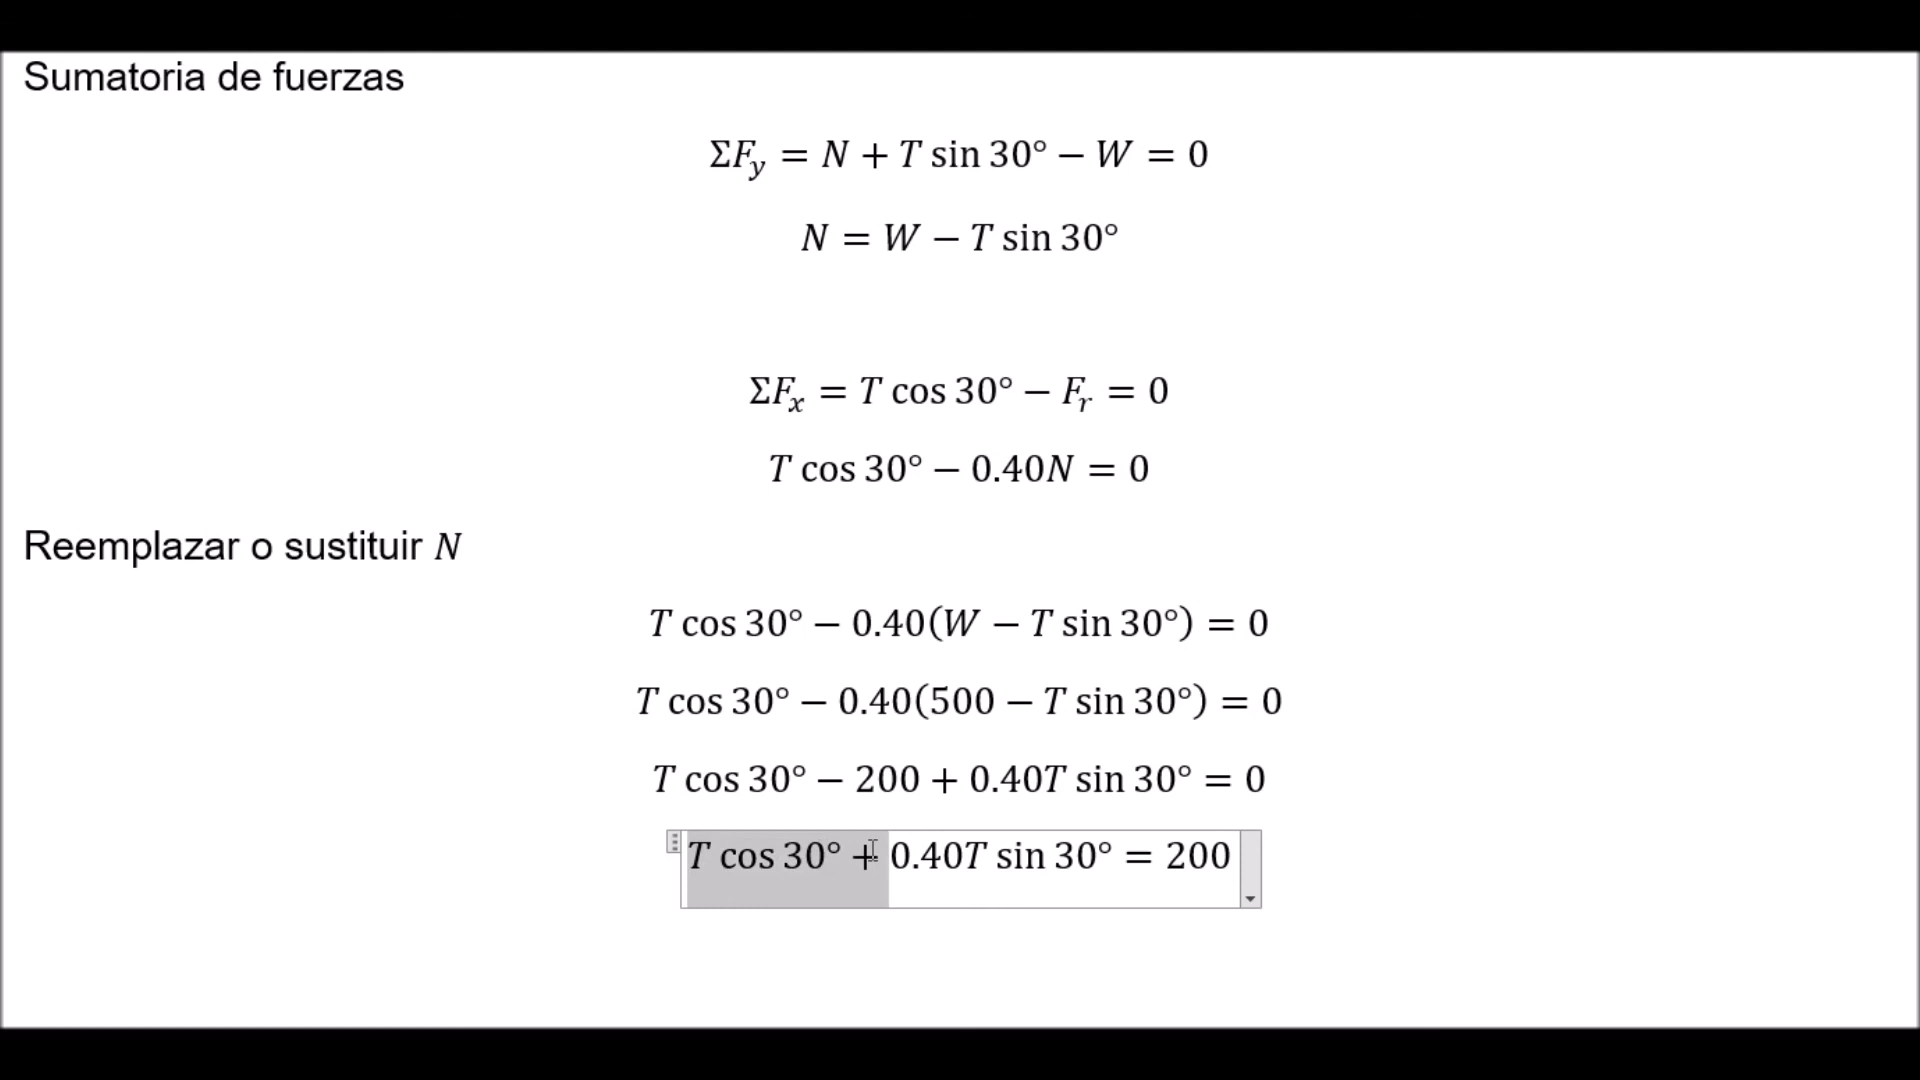 Sumatoria de fuerzas
ΣF_y = N + T sin 30° − W = 0
N = W − T sin 30°
ΣF_x = T cos 30° − F_r = 0
T cos 30° − 0.40N = 0
Reemplazar o sustituir N
T cos 30° − 0.40(W − T sin 30°) = 0
T cos 30° − 0.40(500 − T sin 30°) = 0
T cos 30° − 200 + 0.40T sin 30° = 0
T cos 30° + 0.40T sin 30° = 200